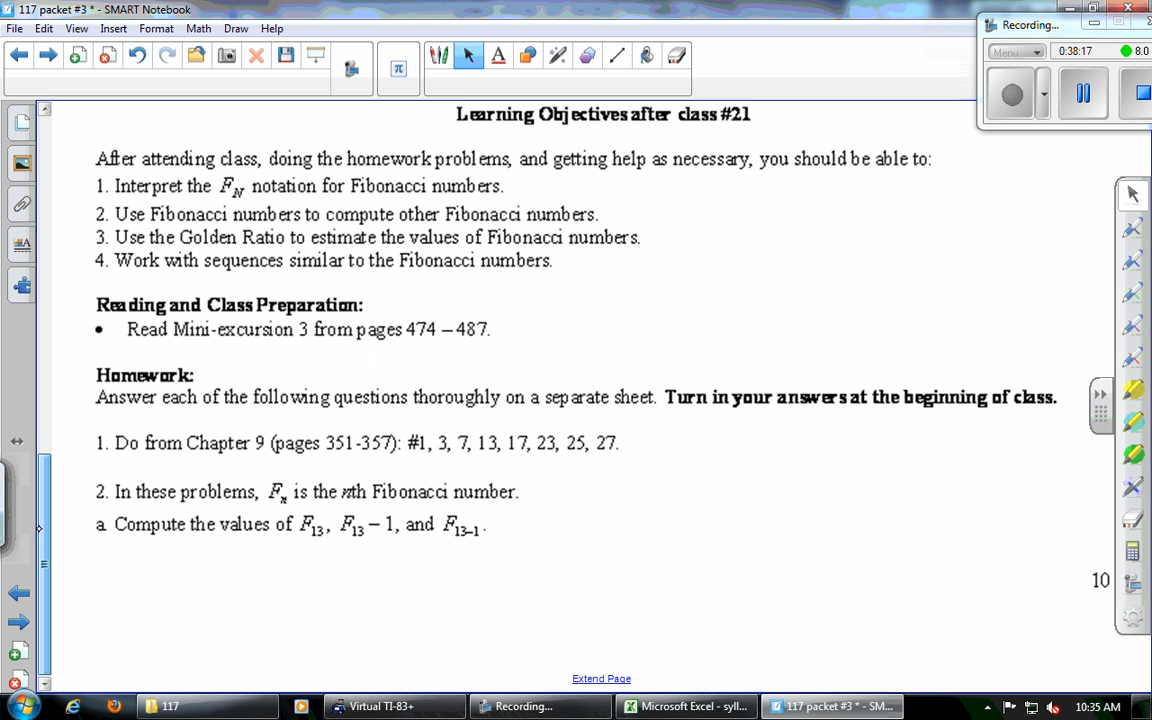 117 packet #3 * - SMART Notebook
File Edit View Insert Format Math Draw Help
Recording...
Menu
0:38:17
8.0
Learning Objectives after class #21
After attending class, doing the homework problems, and getting help as necessary, you should be able to:
1. Interpret the F_N notation for Fibonacci numbers.
2. Use Fibonacci numbers to compute other Fibonacci numbers.
3. Use the Golden Ratio to estimate the values of Fibonacci numbers.
4. Work with sequences similar to the Fibonacci numbers.
Reading and Class Preparation:
• Read Mini-excursion 3 from pages 474 – 487.
Homework:
Answer each of the following questions thoroughly on a separate sheet. Turn in your answers at the beginning of class.
1. Do from Chapter 9 (pages 351-357): #1, 3, 7, 13, 17, 23, 25, 27.
2. In these problems, F_n is the nth Fibonacci number.
a. Compute the values of F_13, F_13 – 1, and F_13–1.
10
Extend Page
117
Virtual TI-83+
Recording...
Microsoft Excel - syll...
117 packet #3 * - SM...
10:35 AM